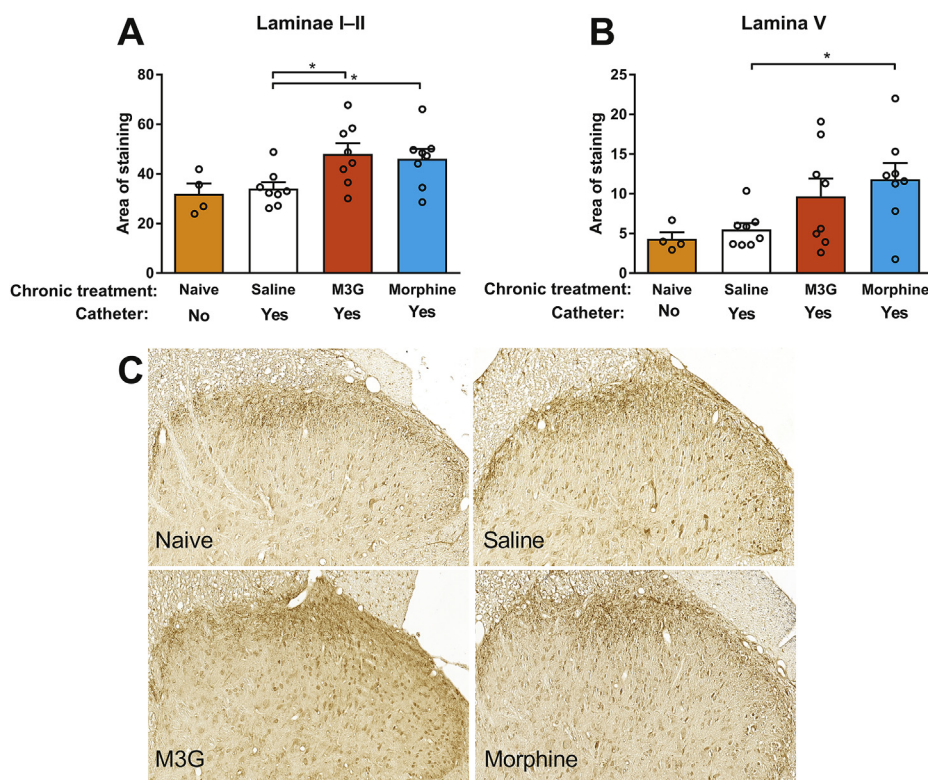 A
Laminae I–II
*
*
Area of staining
80
60
40
20
0
Chronic treatment: Naive Saline M3G Morphine
Catheter: No Yes Yes Yes
B
Lamina V
*
Area of staining
25
20
15
10
5
0
Chronic treatment: Naive Saline M3G Morphine
Catheter: No Yes Yes Yes
C
Naive
Saline
M3G
Morphine